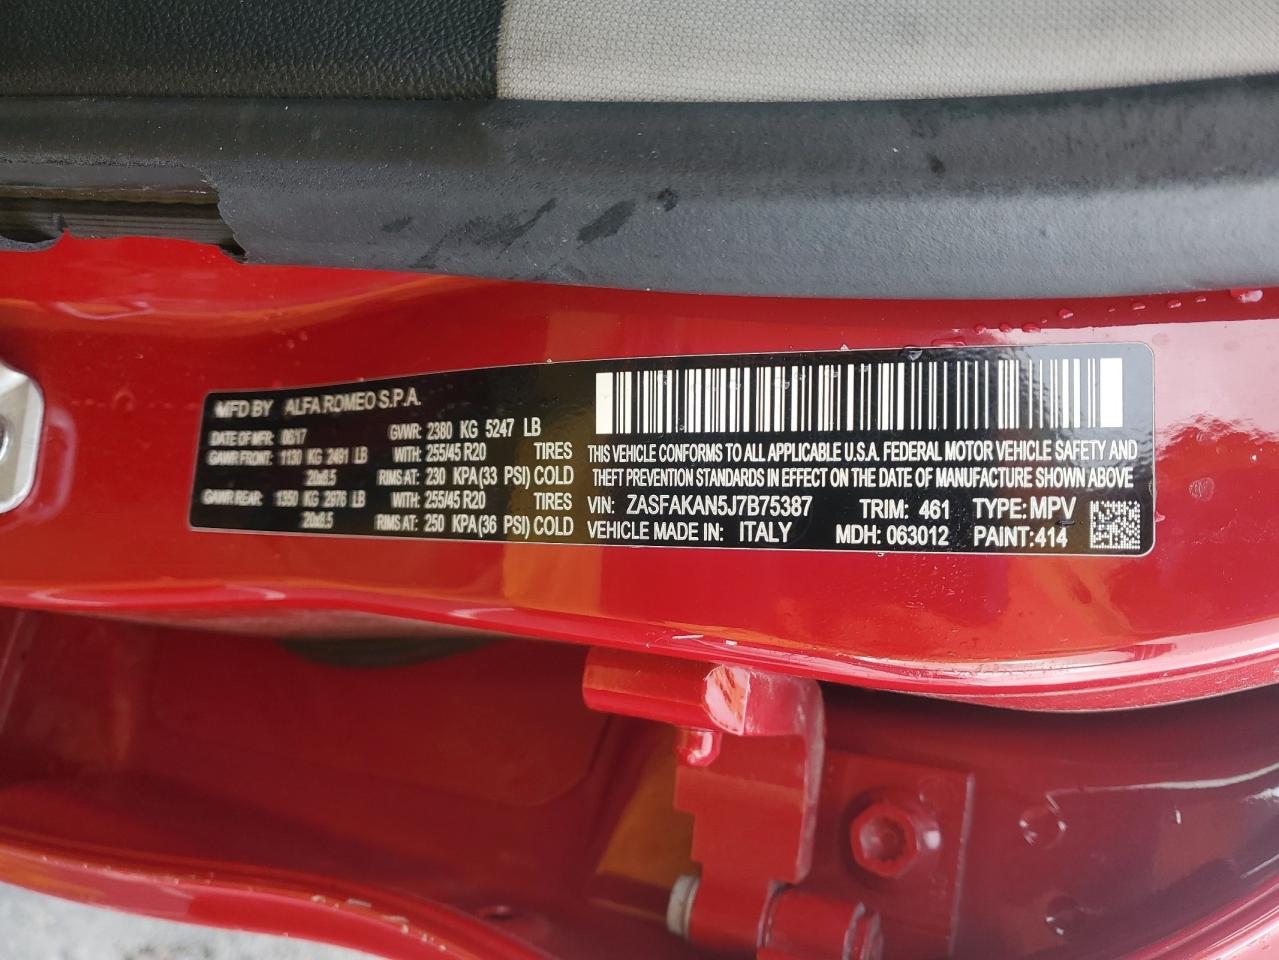 MFD BY ALFA ROMEO S.P.A.
DATE OF MFR 0617 GVWR: 2380 KG 5247 LB
GAWR FRONT: 1130 KG 2491 LB WITH: 255/45 R20 TIRES
20x8.5 RIMS AT: 230 KPA(33 PSI) COLD
GAWR REAR: 1350 KG 2976 LB WITH: 255/45 R20 TIRES
20x8.5 RIMS AT: 250 KPA(36 PSI) COLD
THIS VEHICLE CONFORMS TO ALL APPLICABLE U.S.A. FEDERAL MOTOR VEHICLE SAFETY AND
THEFT PREVENTION STANDARDS IN EFFECT ON THE DATE OF MANUFACTURE SHOWN ABOVE
VIN: ZASFAKAN5J7B75387 TRIM: 461 TYPE: MPV
VEHICLE MADE IN: ITALY MDH: 063012 PAINT:414